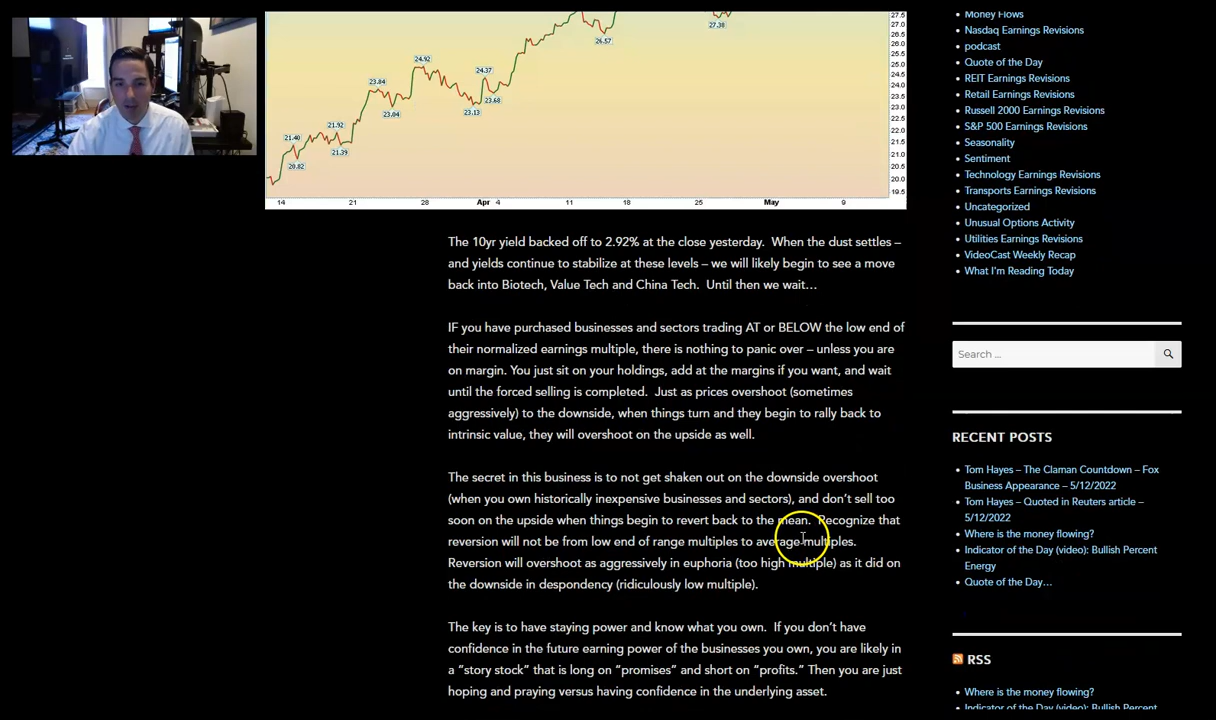 27.5
27.0
26.5
26.0
25.5
25.0
24.5
24.0
23.5
23.0
22.5
22.0
21.5
21.0
20.5
20.0
19.5
27.38
26.57
24.92
24.37
23.84
23.68
23.04
23.13
21.92
21.40
21.39
20.82
14 21 28 Apr 4 11 18 25 May 9
The 10yr yield backed off to 2.92% at the close yesterday. When the dust settles –
and yields continue to stabilize at these levels – we will likely begin to see a move
back into Biotech, Value Tech and China Tech. Until then we wait…
IF you have purchased businesses and sectors trading AT or BELOW the low end of
their normalized earnings multiple, there is nothing to panic over – unless you are
on margin. You just sit on your holdings, add at the margins if you want, and wait
until the forced selling is completed. Just as prices overshoot (sometimes
aggressively) to the downside, when things turn and they begin to rally back to
intrinsic value, they will overshoot on the upside as well.
The secret in this business is to not get shaken out on the downside overshoot
(when you own historically inexpensive businesses and sectors), and don't sell too
soon on the upside when things begin to revert back to the mean. Recognize that
reversion will not be from low end of range multiples to average multiples.
Reversion will overshoot as aggressively in euphoria (too high multiple) as it did on
the downside in despondency (ridiculously low multiple).
The key is to have staying power and know what you own. If you don't have
confidence in the future earning power of the businesses you own, you are likely in
a “story stock” that is long on “promises” and short on “profits.” Then you are just
hoping and praying versus having confidence in the underlying asset.
Money Flows
Nasdaq Earnings Revisions
podcast
Quote of the Day
REIT Earnings Revisions
Retail Earnings Revisions
Russell 2000 Earnings Revisions
S&P 500 Earnings Revisions
Seasonality
Sentiment
Technology Earnings Revisions
Transports Earnings Revisions
Uncategorized
Unusual Options Activity
Utilities Earnings Revisions
VideoCast Weekly Recap
What I'm Reading Today
Search …
RECENT POSTS
Tom Hayes – The Claman Countdown – Fox
Business Appearance – 5/12/2022
Tom Hayes – Quoted in Reuters article –
5/12/2022
Where is the money flowing?
Indicator of the Day (video): Bullish Percent
Energy
Quote of the Day…
RSS
Where is the money flowing?
Indicator of the Day (video): Bullish Percent